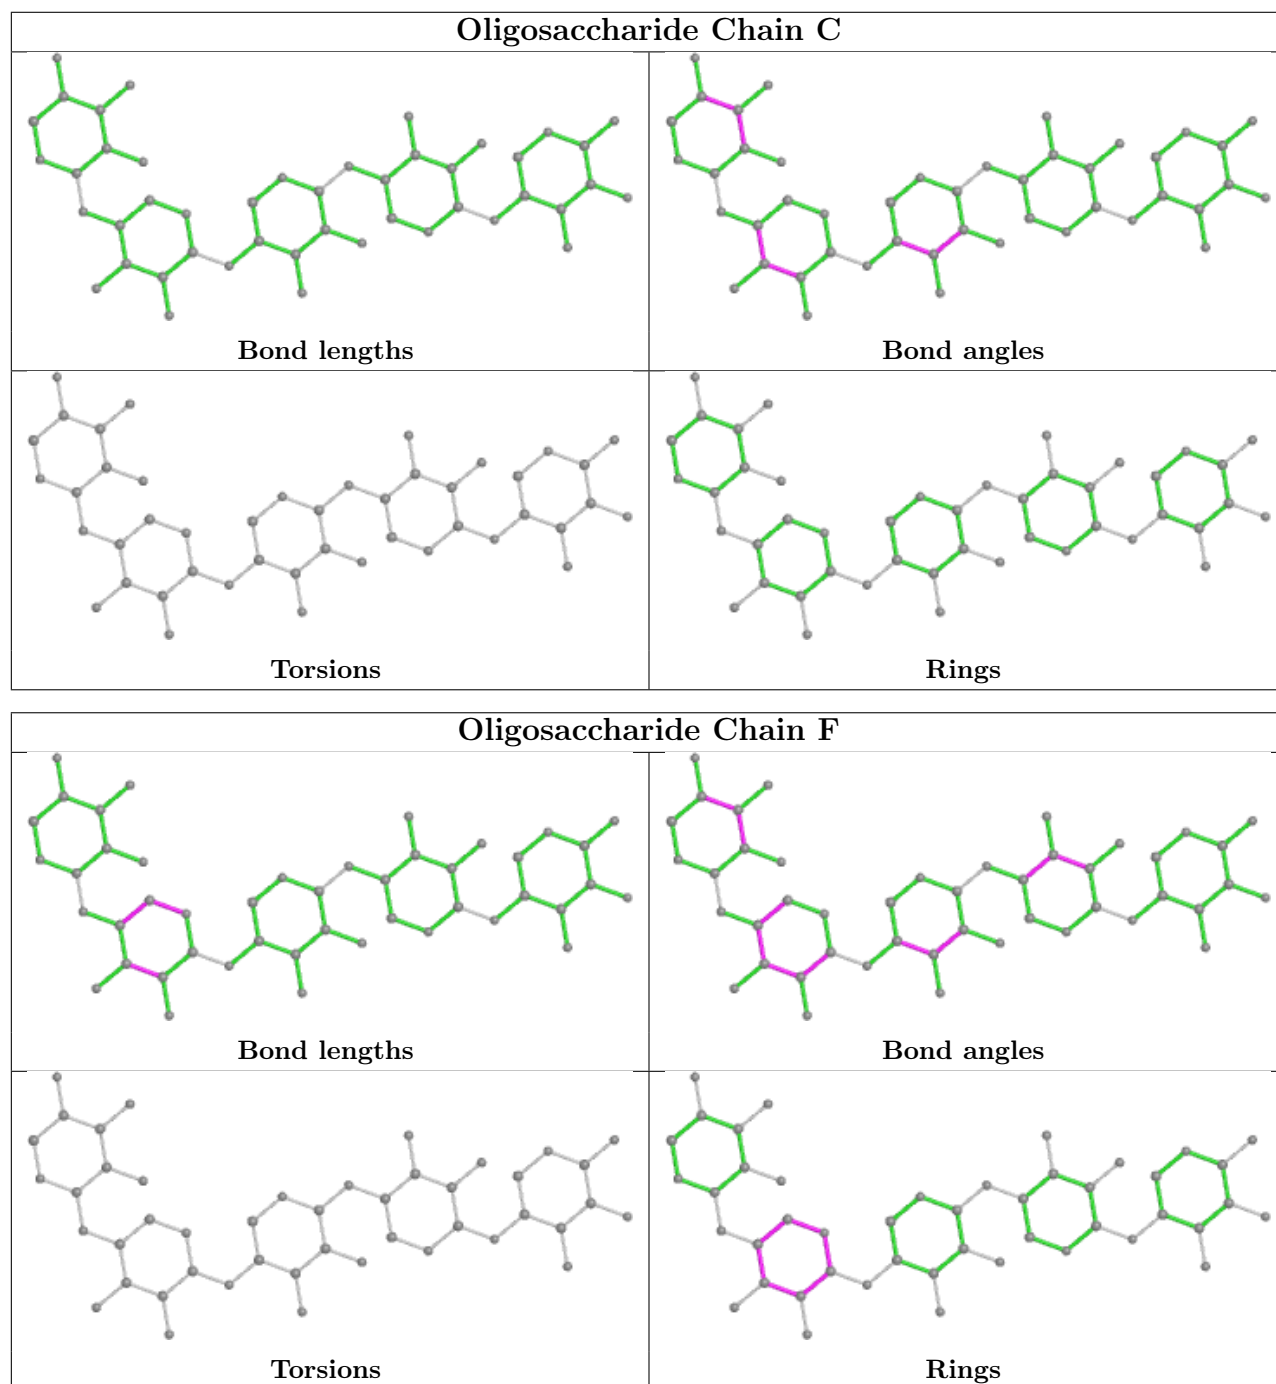 Oligosaccharide Chain C
Bond lengths
Bond angles
Torsions
Rings
Oligosaccharide Chain F
Bond lengths
Bond angles
Torsions
Rings